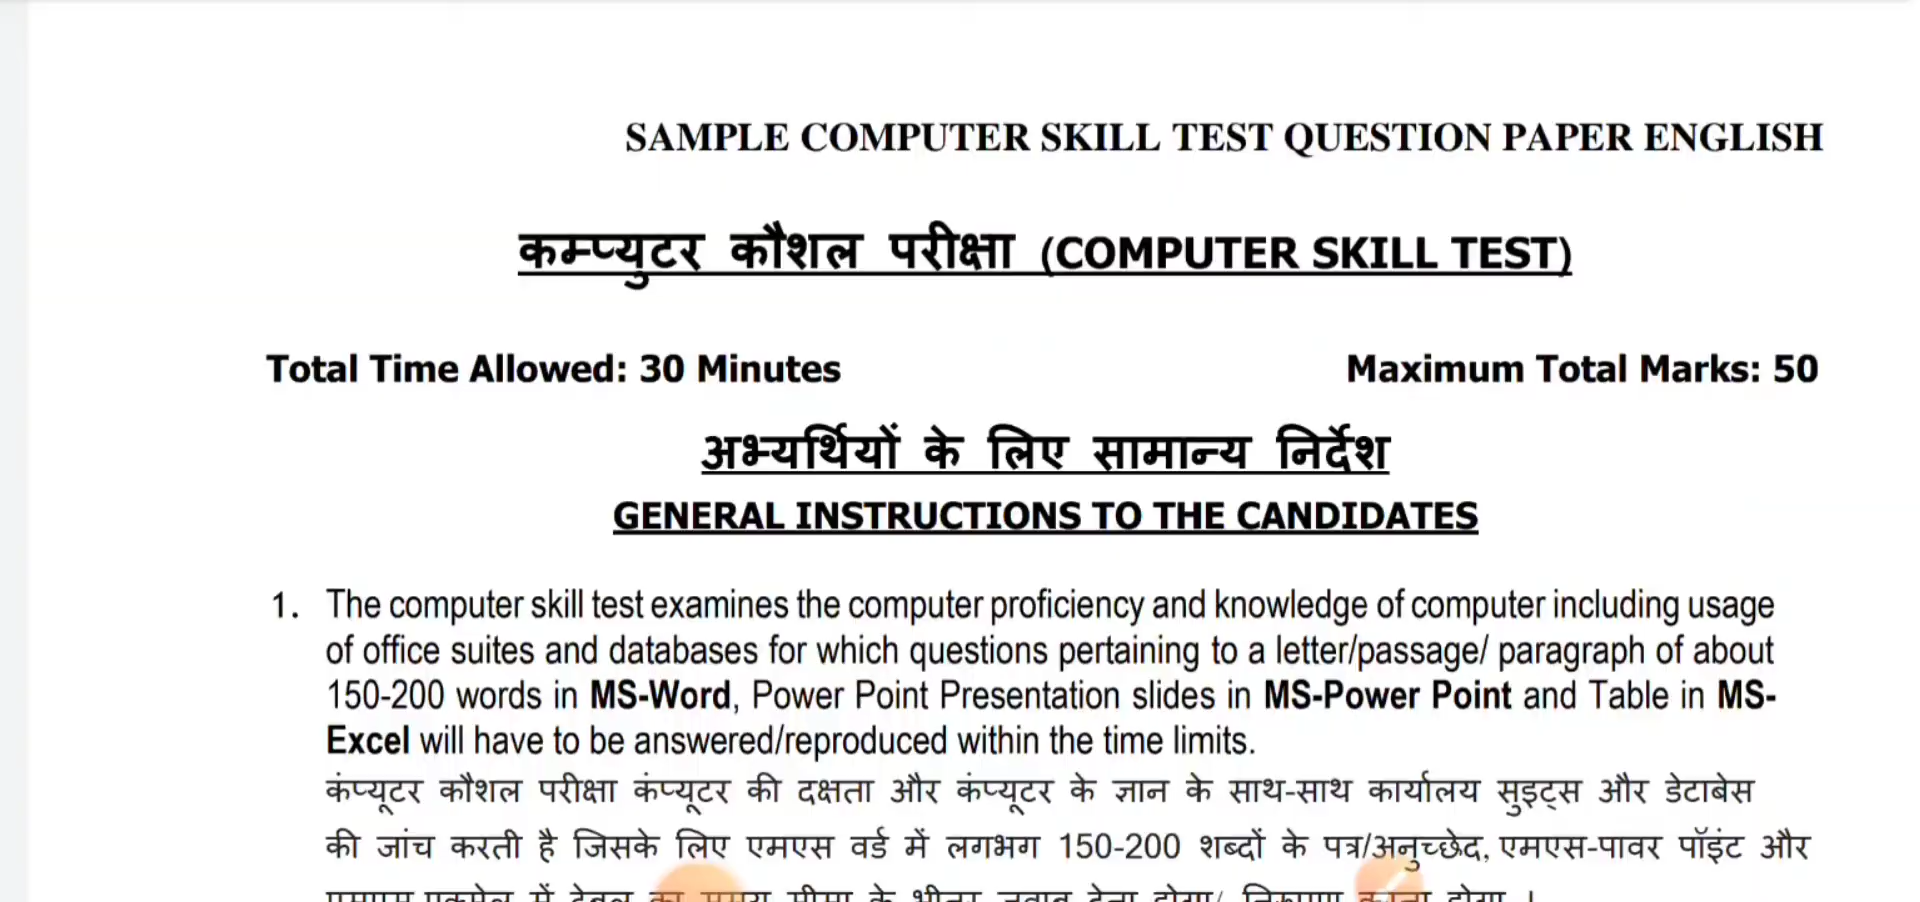 SAMPLE COMPUTER SKILL TEST QUESTION PAPER ENGLISH
कम्प्युटर कौशल परीक्षा (COMPUTER SKILL TEST)
Total Time Allowed: 30 Minutes Maximum Total Marks: 50
अभ्यर्थियों के लिए सामान्य निर्देश
GENERAL INSTRUCTIONS TO THE CANDIDATES
1. The computer skill test examines the computer proficiency and knowledge of computer including usage
of office suites and databases for which questions pertaining to a letter/passage/ paragraph of about
150-200 words in MS-Word, Power Point Presentation slides in MS-Power Point and Table in MS-
Excel will have to be answered/reproduced within the time limits.
कंप्यूटर कौशल परीक्षा कंप्यूटर की दक्षता और कंप्यूटर के ज्ञान के साथ-साथ कार्यालय सुइट्स और डेटाबेस
की जांच करती है जिसके लिए एमएस वर्ड में लगभग 150-200 शब्दों के पत्र/अनुच्छेद, एमएस-पावर पॉइंट और